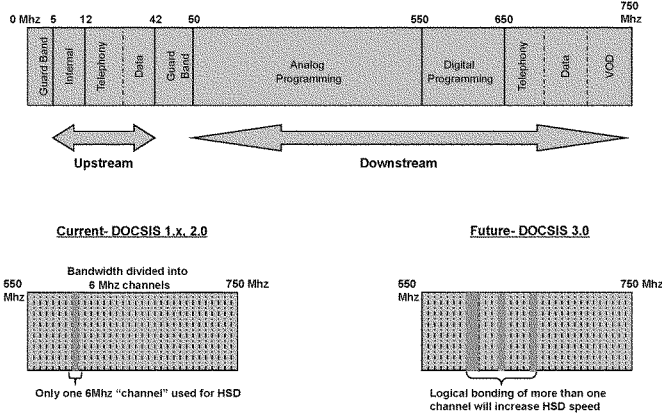 0 Mhz 5 12 42 50 550 650 750 Mhz
Guard Band
Internal
Telephony
Data
Guard Band
Analog Programming
Digital Programming
Telephony
Data
VOD
Upstream
Downstream
Current- DOCSIS 1.x, 2.0
Future- DOCSIS 3.0
Bandwidth divided into
6 Mhz channels
550 Mhz
750 Mhz
550 Mhz
750 Mhz
Only one 6Mhz “channel” used for HSD
Logical bonding of more than one
channel will increase HSD speed